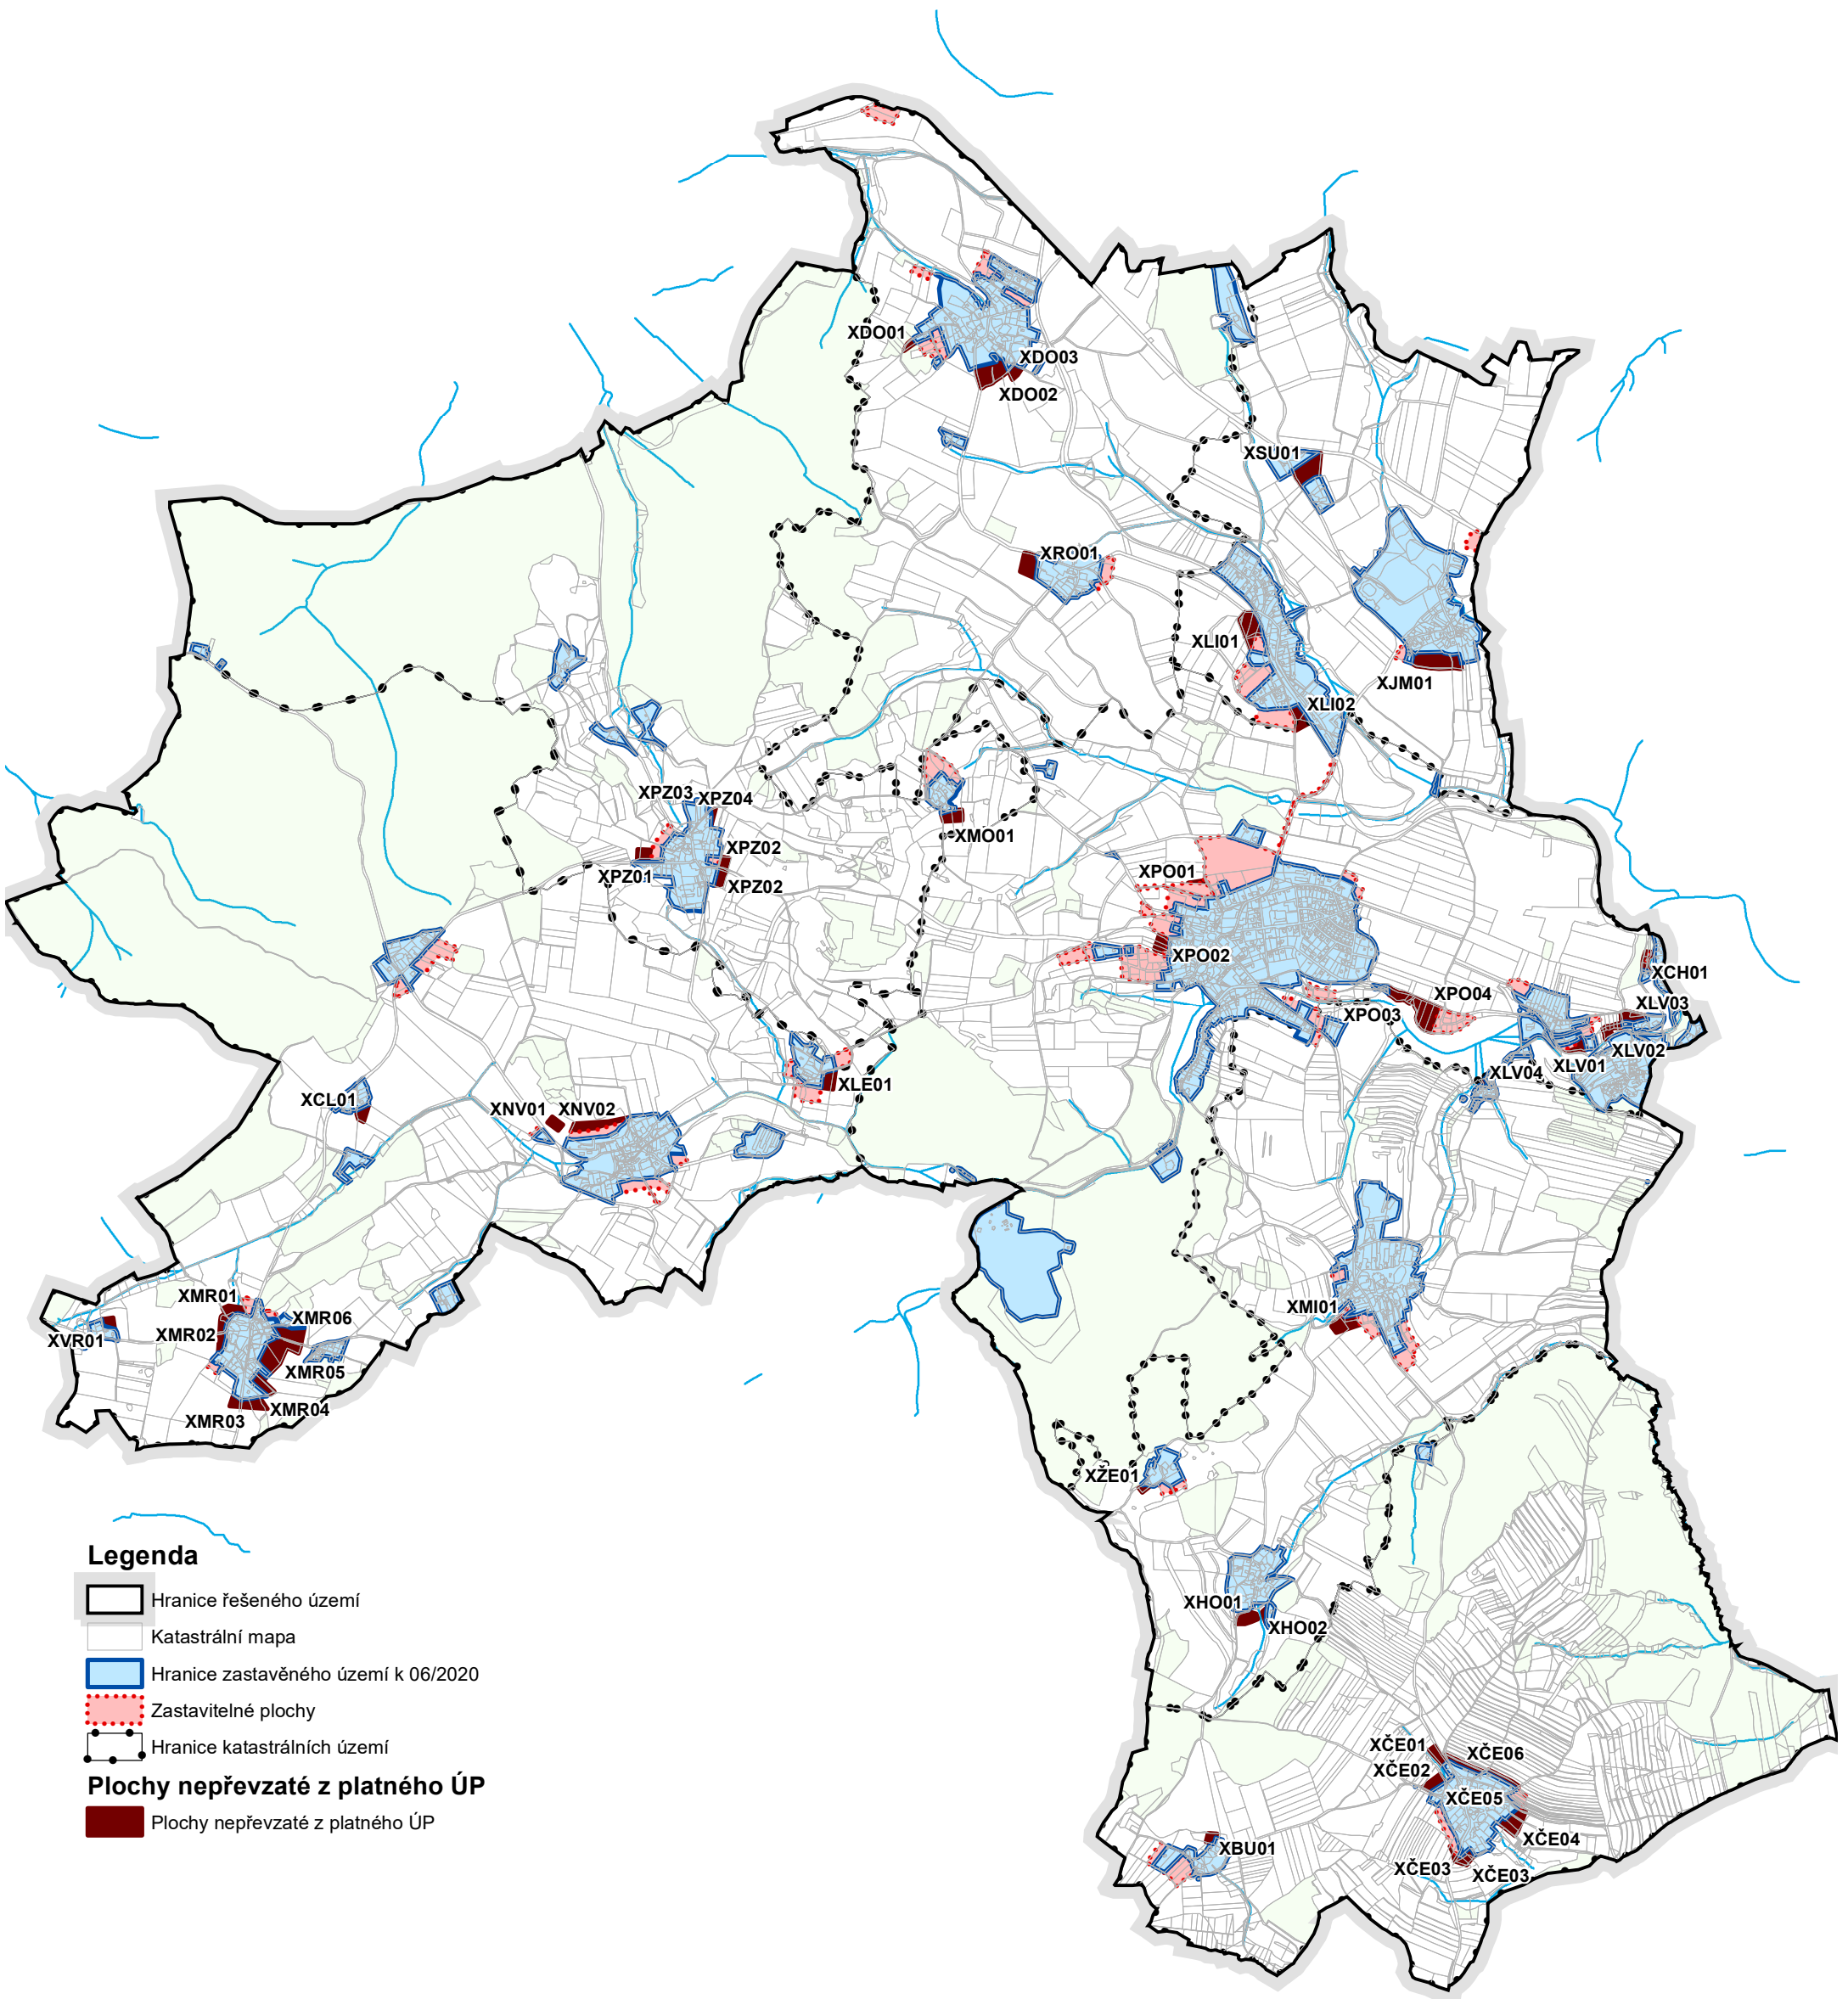 XDO01
XDO03
XDO02
XSU01
XRO01
XLI01
XJM01
XLI02
XPZ03
XPZ04
XMO01
XPZ02
XPZ01
XPZ02
XPO01
XPO02
XCH01
XPO04
XLV03
XPO03
XLV02
XLV01
XLV04
XLE01
XCL01
XNV01
XNV02
XMR01
XMR06
XMI01
XMR02
XVR01
XMR05
XMR04
XMR03
XŽE01
Legenda
Hranice řešeného území
Katastrální mapa
Hranice zastavěného území k 06/2020
Zastavitelné plochy
Hranice katastrálních území
Plochy nepřevzaté z platného ÚP
Plochy nepřevzaté z platného ÚP
XHO01
XHO02
XČE01
XČE06
XČE02
XČE05
XČE04
XBU01
XČE03
XČE03